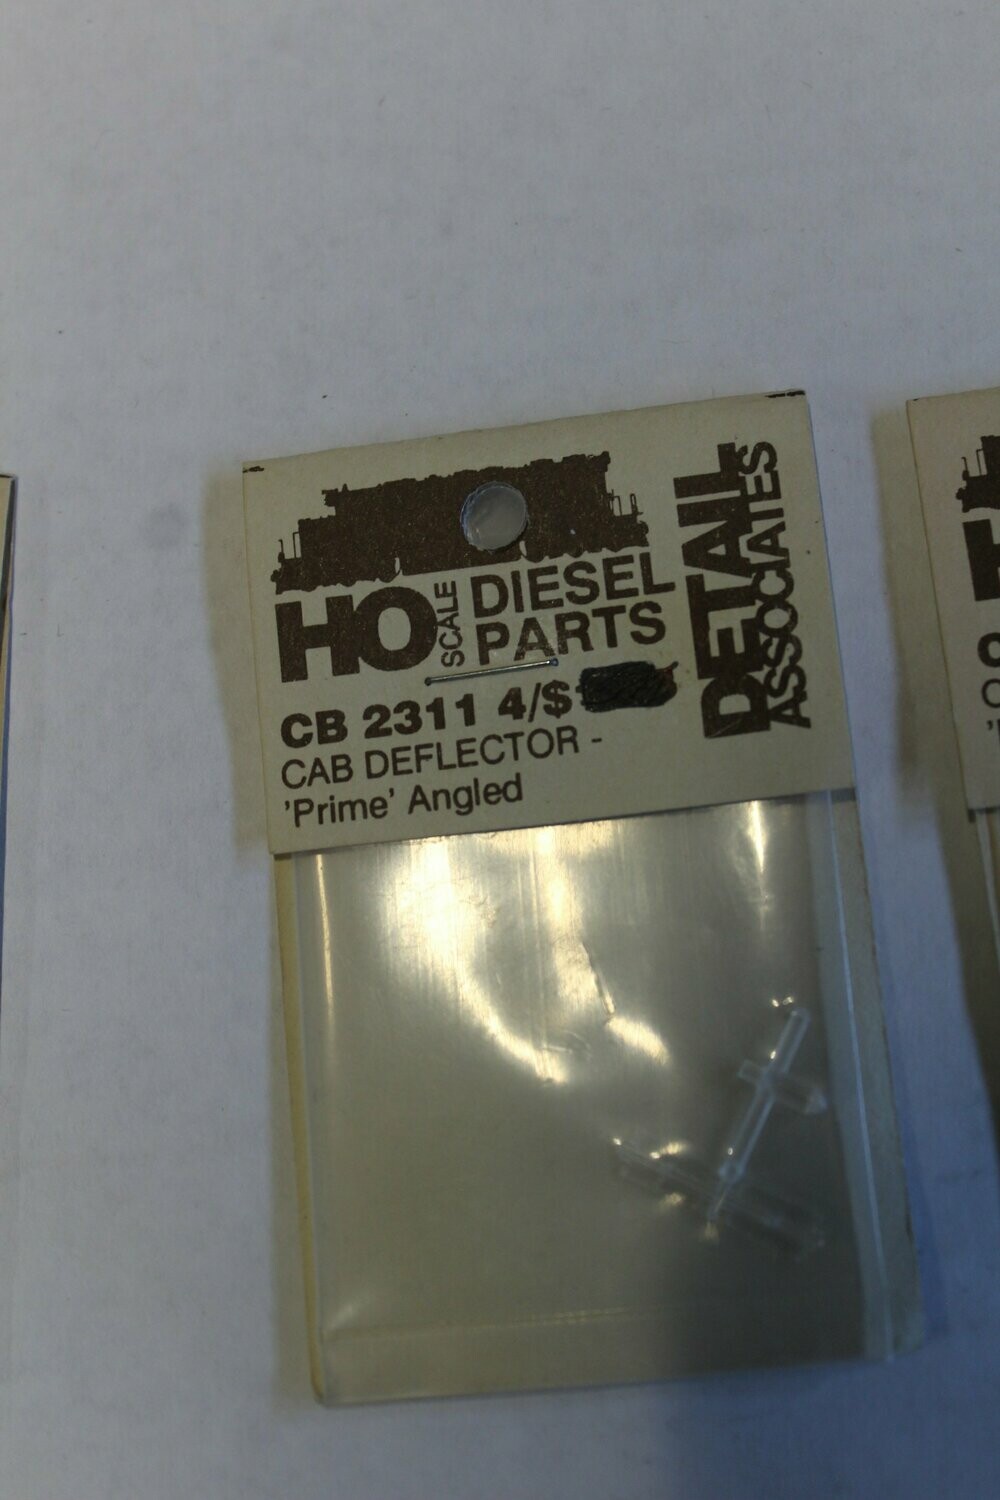 HO SCALE DIESEL PARTS
DETAIL ASSOCIATES
CB 2311 4/$
CAB DEFLECTOR -
'Prime' Angled